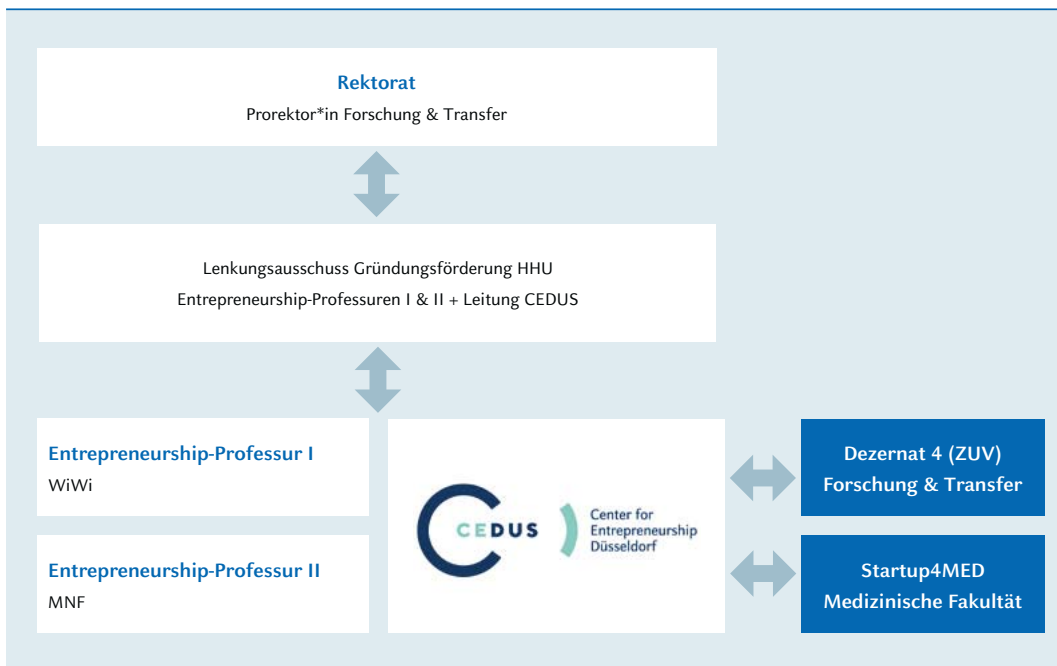 Rektorat
Prorektor*in Forschung & Transfer
Lenkungsausschuss Gründungsförderung HHU
Entrepreneurship-Professuren I & II + Leitung CEDUS
Entrepreneurship-Professur I
WiWi
Entrepreneurship-Professur II
MNF
CEDUS
Center for
Entrepreneurship
Düsseldorf
Dezernat 4 (ZUV)
Forschung & Transfer
Startup4MED
Medizinische Fakultät